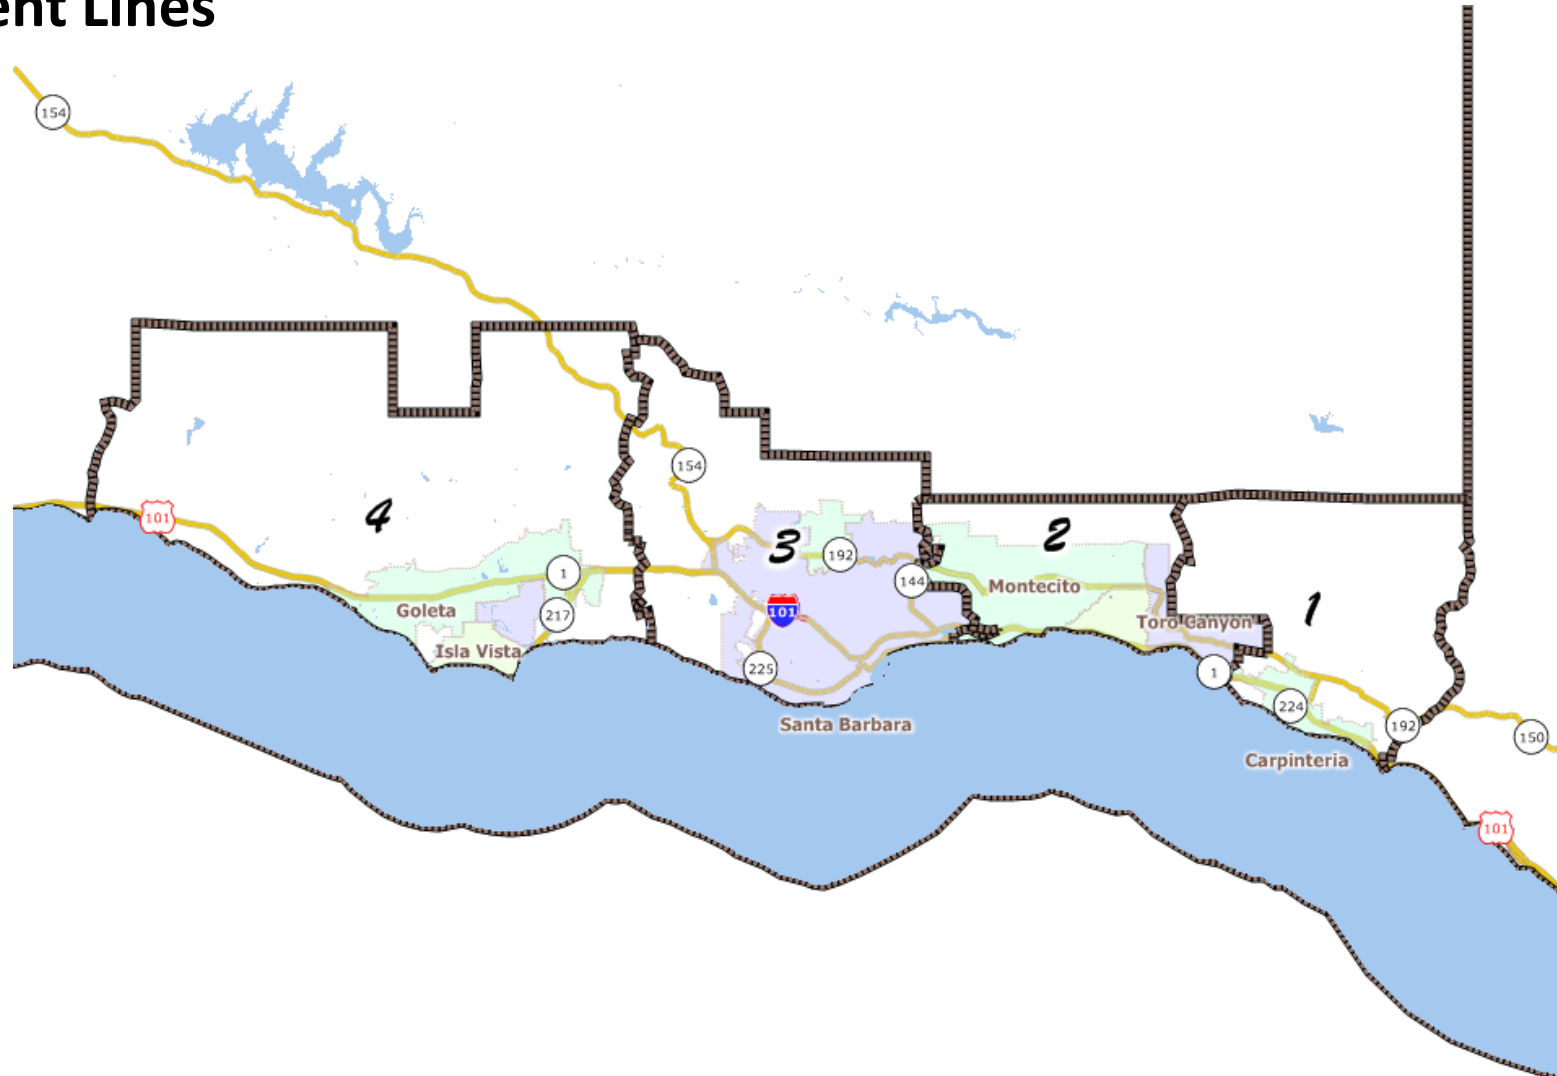 ent Lines
154
154
101
4
3
2
192
1
144
Montecito
Goleta
217
101
1
Toro Canyon
Isla Vista
225
1
224
Santa Barbara
192
150
Carpinteria
101